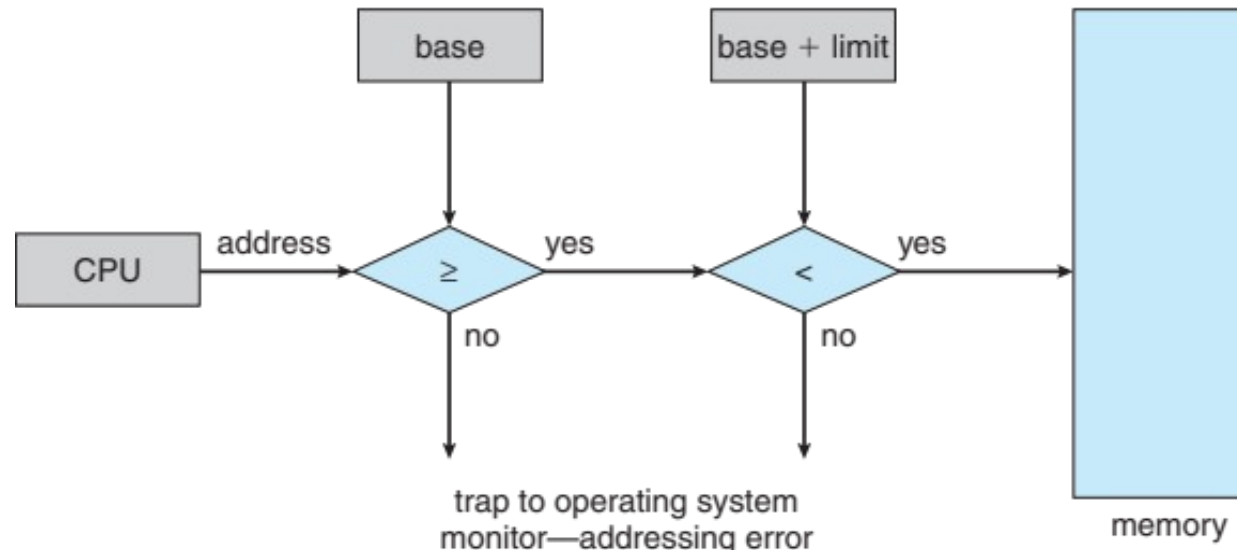 base
base + limit
CPU
address
≥
yes
<
yes
no
no
trap to operating system
monitor—addressing error
memory